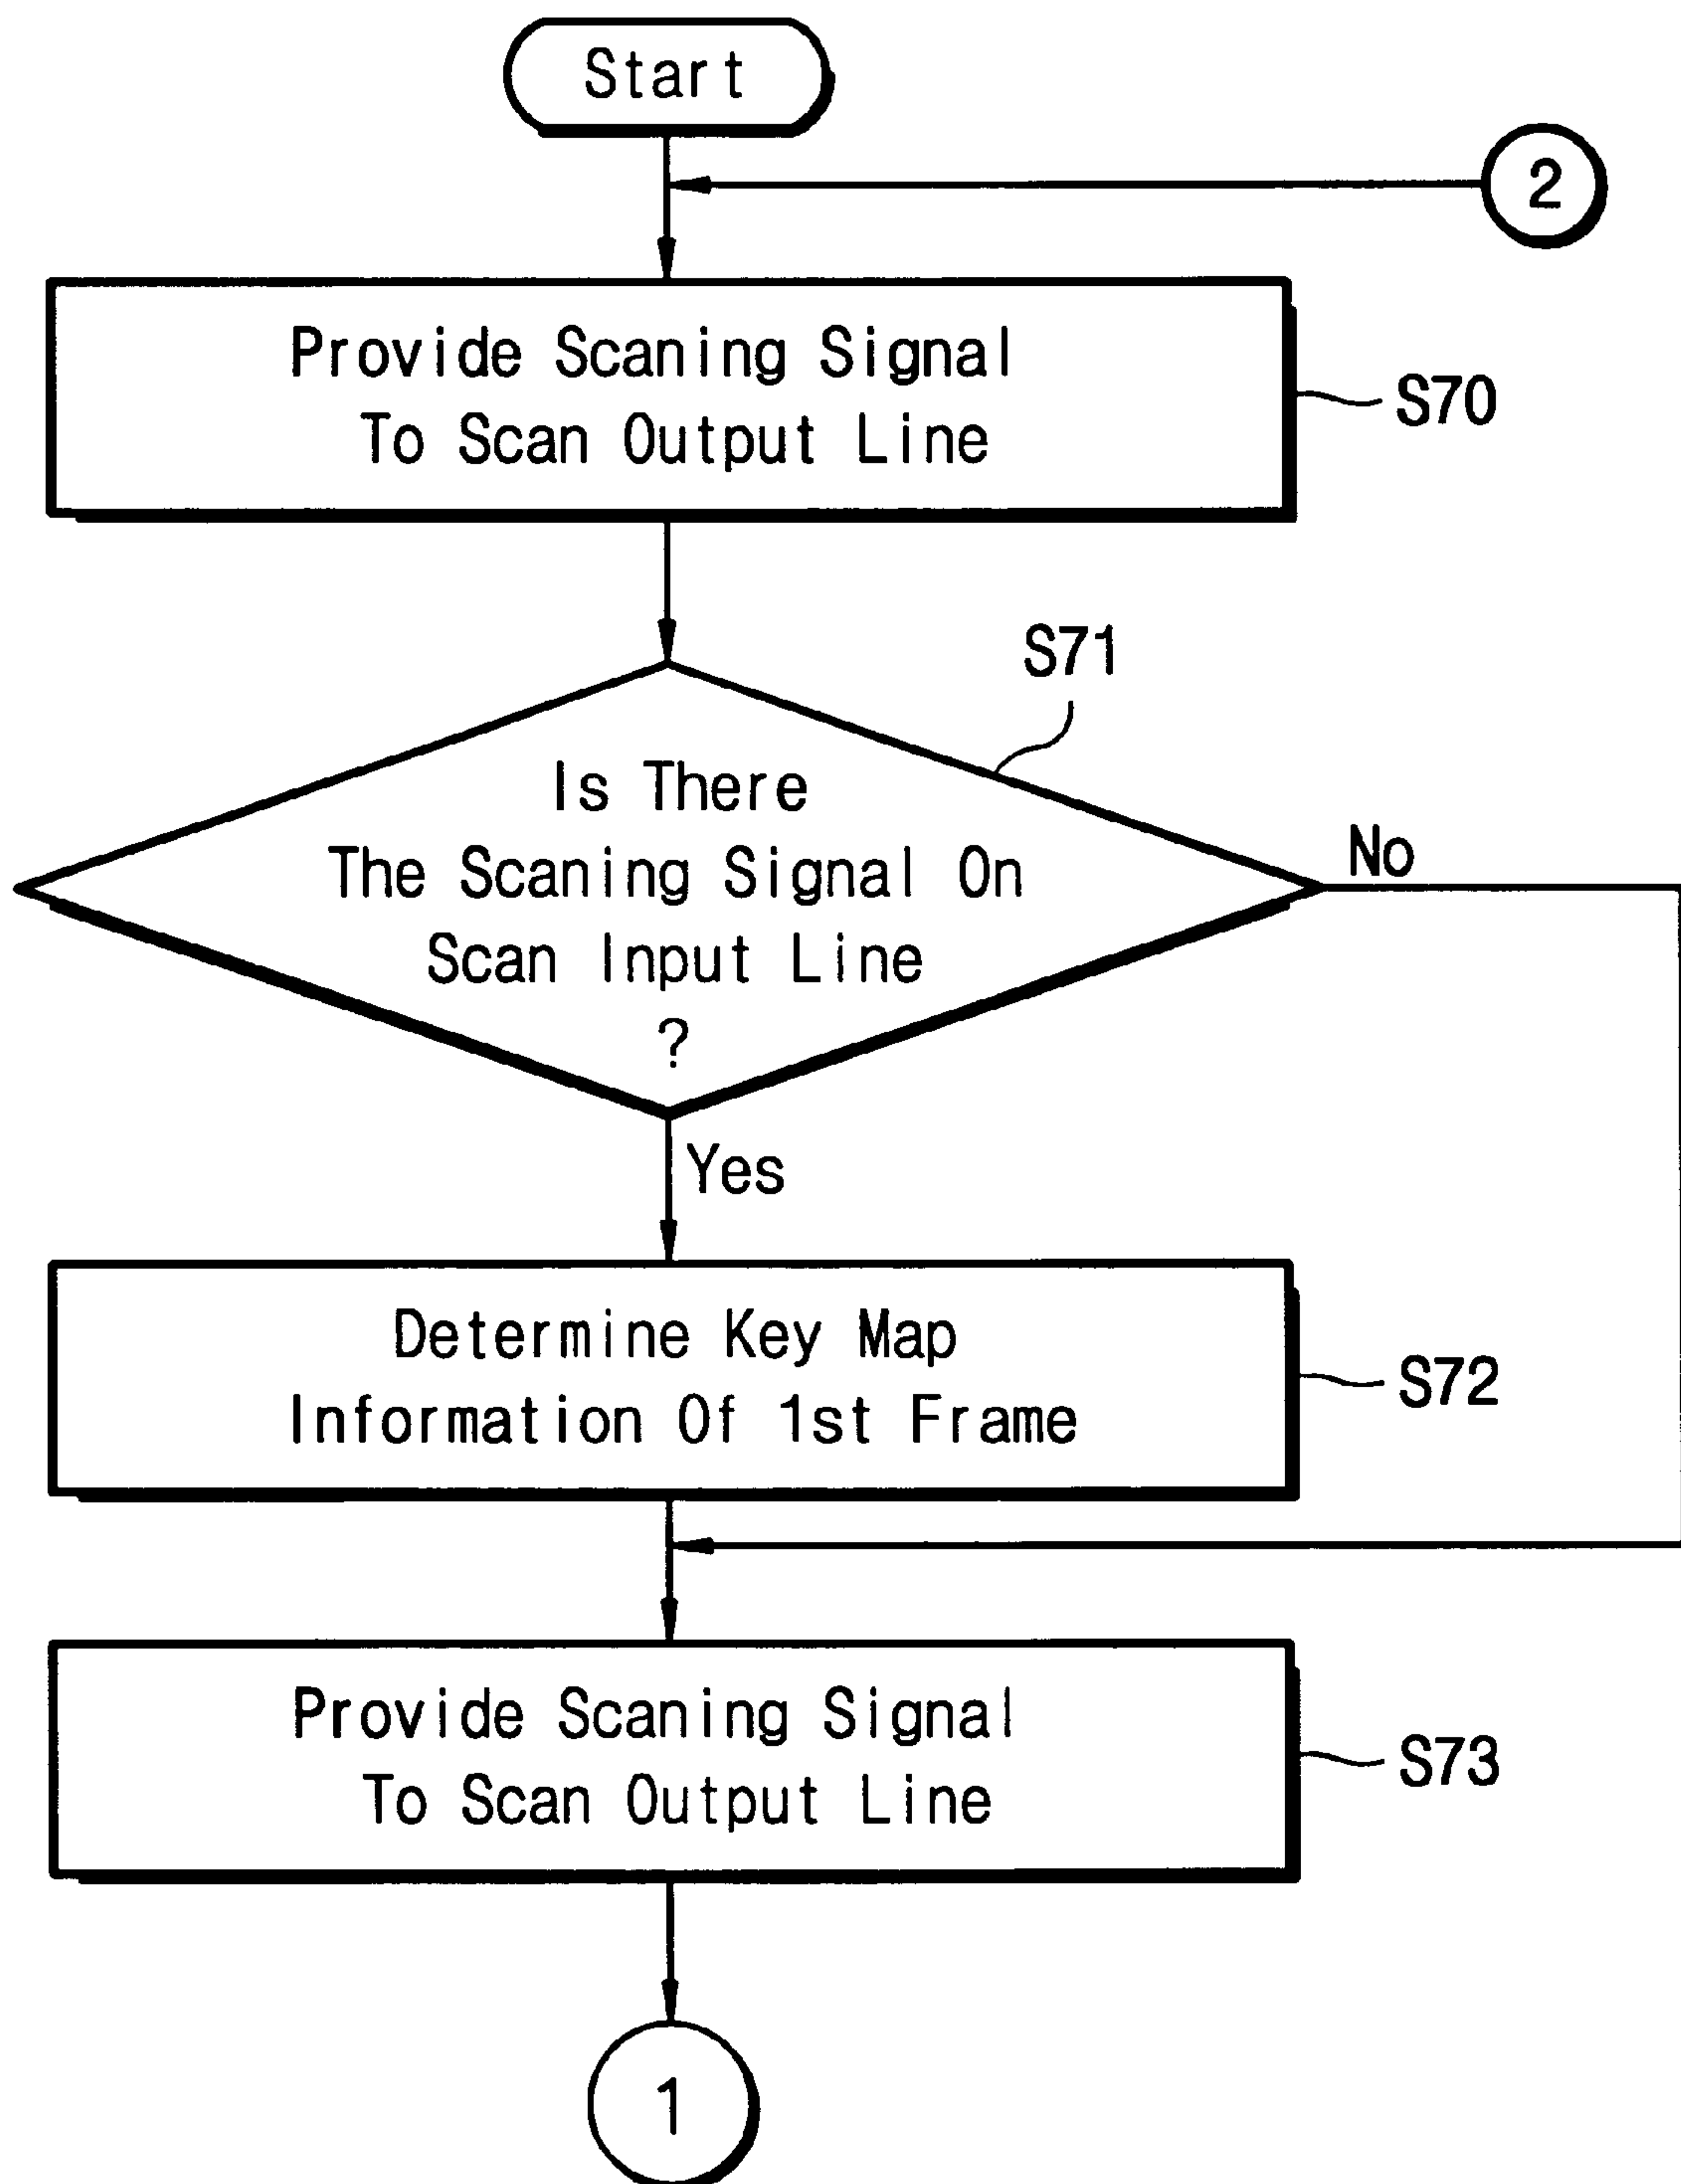 Start
2
Provide Scaning Signal
To Scan Output Line
S70
S71
Is There
The Scaning Signal On
Scan Input Line
?
No
Yes
Determine Key Map
Information Of 1st Frame
S72
Provide Scaning Signal
To Scan Output Line
S73
1